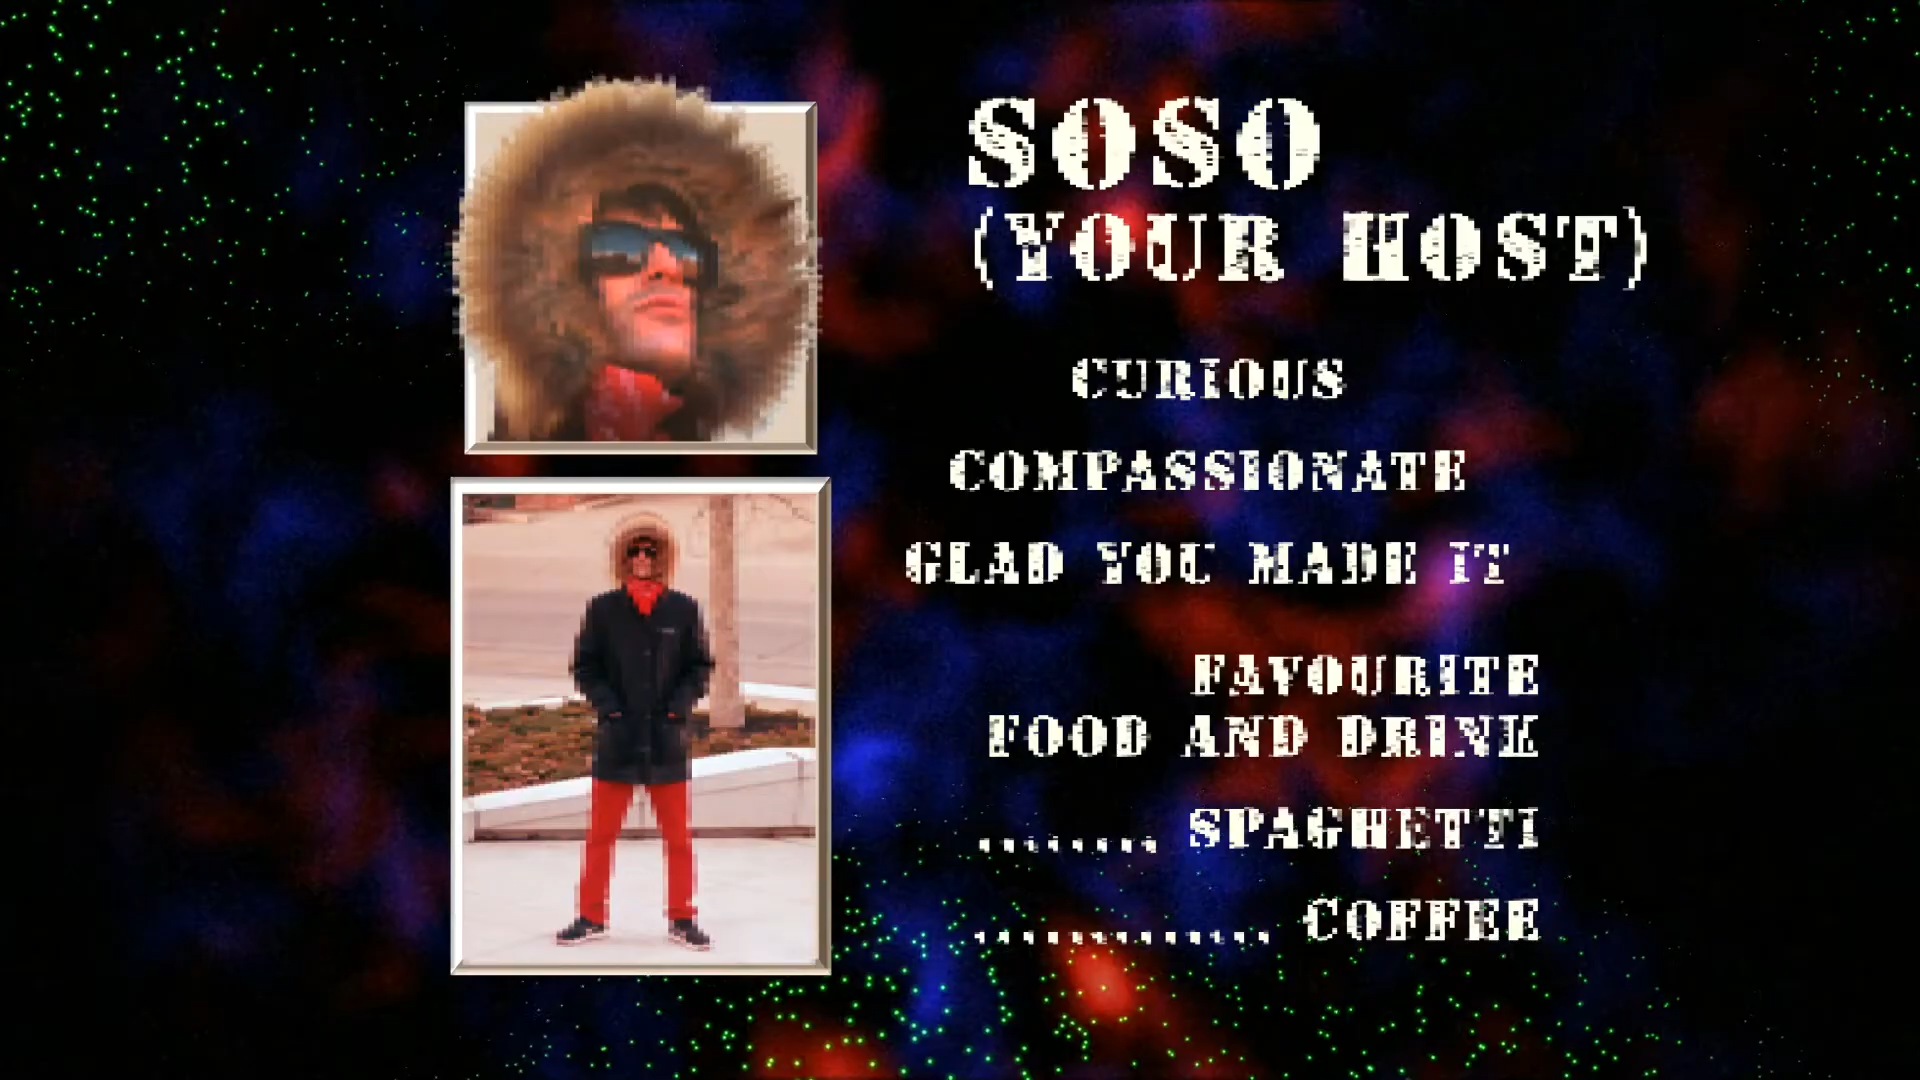 SOSO
(YOUR HOST)
CURIOUS
COMPASSIONATE
GLAD YOU MADE IT
FAVOURITE
FOOD AND DRINK
........ SPAGHETTI
............. COFFEE